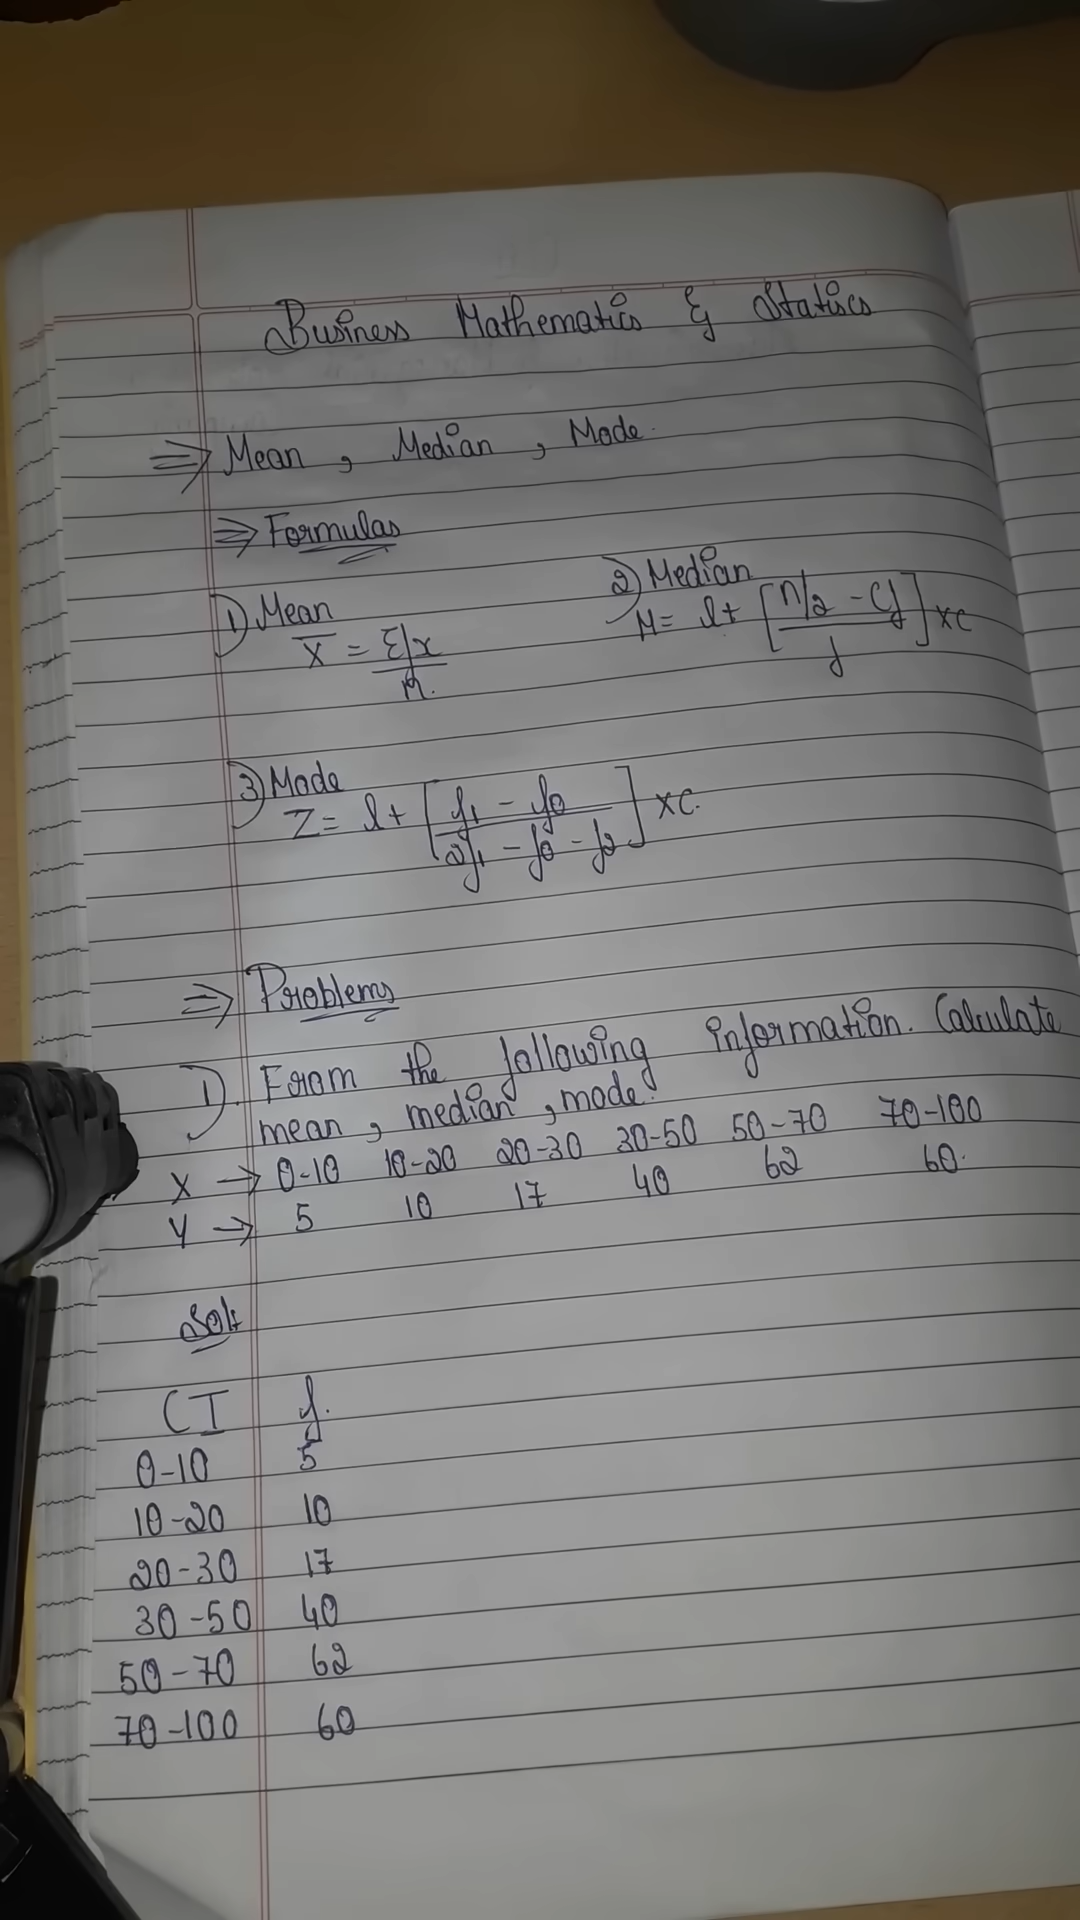 Business Mathematics & Statiscs
⇒ Mean , Median , Mode.
⇒ Formulas
1) Mean
X̄ = Σfx / n.
2) Median
M = l + [n/2 - cf / f] × c
3) Mode
Z = l + [f1 - f0 / 2f1 - f0 - f2] × c.
⇒ Problems
1). From the following information. Calculate
mean , median , mode.
X → 0-10 10-20 20-30 30-50 50-70 70-100
Y → 5 10 17 40 62 60.
Sol:
CI f.
0-10 5
10-20 10
20-30 17
30-50 40
50-70 62
70-100 60